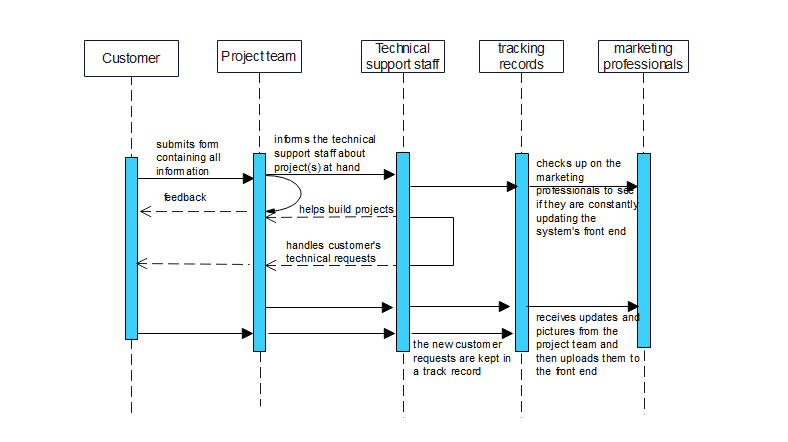 Customer
Project team
Technical
support staff
tracking
records
marketing
professionals
submits form
containing all
information
informs the technical
support staff about
project(s) at hand
checks up on the
marketing
professionals to see
if they are constantly
updating the
system's front end
feedback
helps build projects
handles customer's
technical requests
the new customer
requests are kept in
a track record
receives updates and
pictures from the
project team and
then uploads them to
the front end